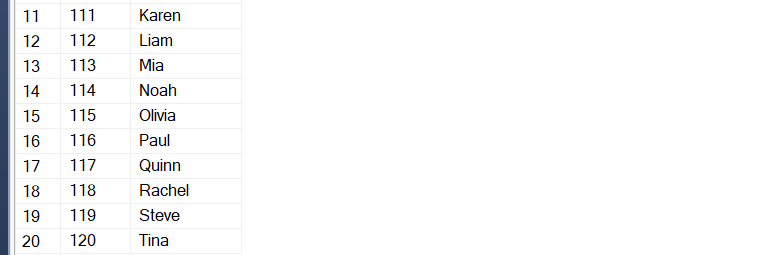 11 111 Karen
12 112 Liam
13 113 Mia
14 114 Noah
15 115 Olivia
16 116 Paul
17 117 Quinn
18 118 Rachel
19 119 Steve
20 120 Tina